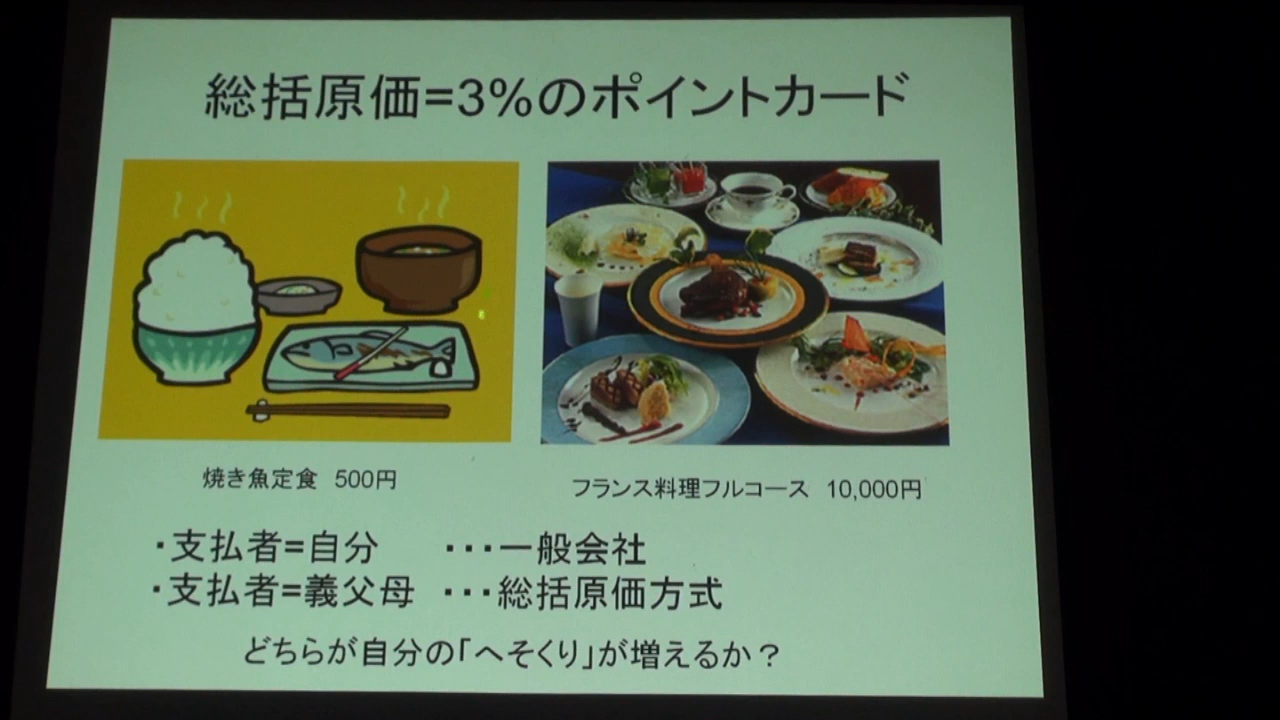 総括原価=3%のポイントカード
焼き魚定食 500円
フランス料理フルコース 10,000円
・支払者=自分 ・・・一般会社
・支払者=義父母 ・・・総括原価方式
どちらが自分の「へそくり」が増えるか？